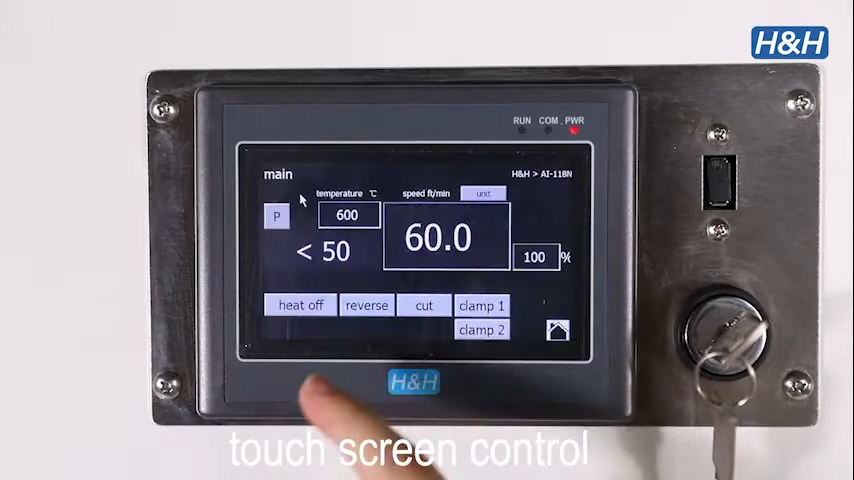 H&H
RUN COM. PWR
main
H&H > AI-118N
temperature °C
speed ft/min
unit
P
600
60.0
< 50
100 %
heat off
reverse
cut
clamp 1
clamp 2
H&H
touch screen control